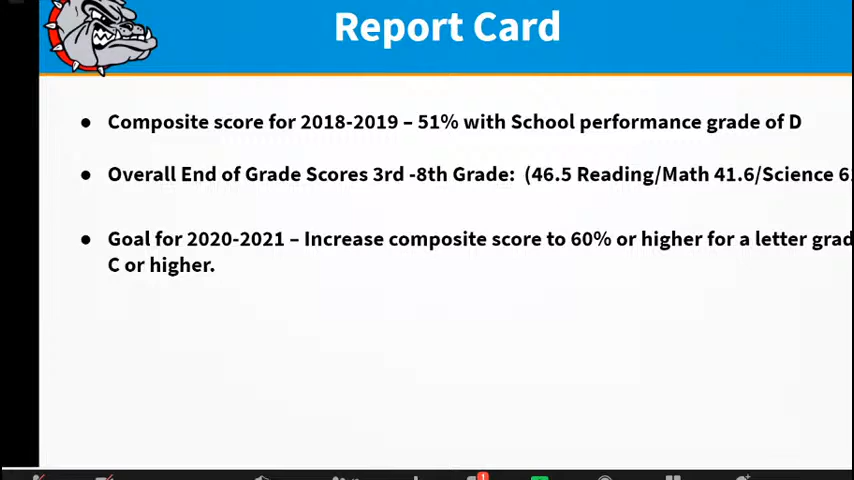 Report Card
● Composite score for 2018-2019 – 51% with School performance grade of D
● Overall End of Grade Scores 3rd -8th Grade:  (46.5 Reading/Math 41.6/Science 6
● Goal for 2020-2021 – Increase composite score to 60% or higher for a letter grad
C or higher.
1